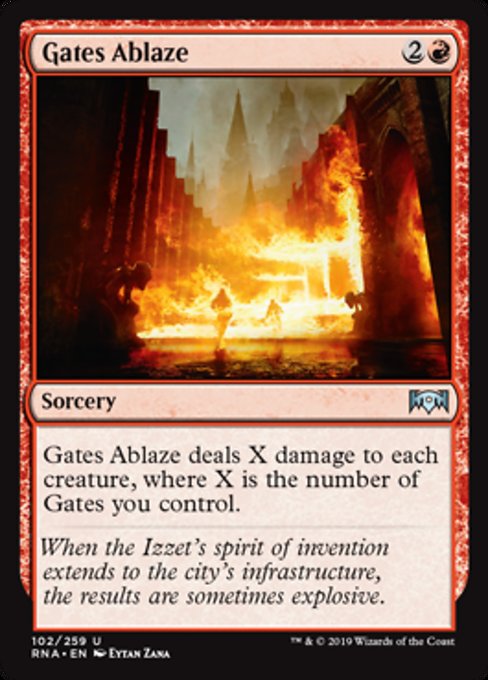 Gates Ablaze 2
Sorcery
Gates Ablaze deals X damage to each
creature, where X is the number of
Gates you control.
When the Izzet's spirit of invention
extends to the city's infrastructure,
the results are sometimes explosive.
102/259 U
RNA • EN Eytan Zana
™ & © 2019 Wizards of the Coast